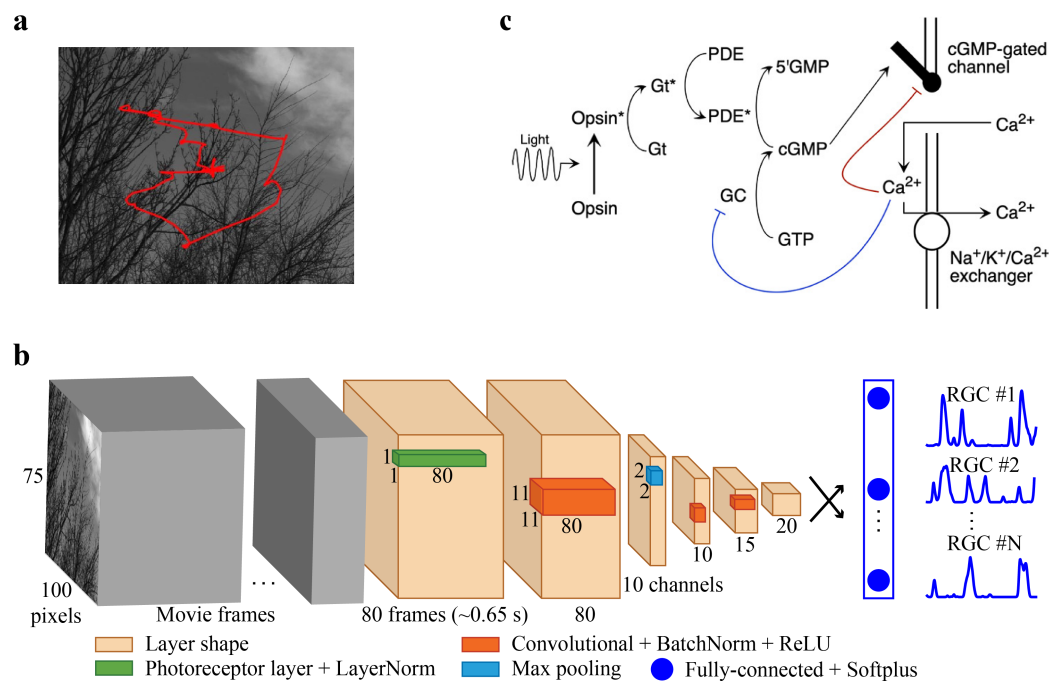 a
c
cGMP-gated
channel
PDE
5'GMP
Gt*
Opsin*
PDE*
Ca²⁺
Light
Gt
cGMP
GC
Ca²⁺
Ca²⁺
Opsin
GTP
Na⁺/K⁺/Ca²⁺
exchanger
b
75
100
pixels
...
Movie frames
1
1
80
80 frames (~0.65 s)
11
11
80
80
2
2
10 channels
10
15
20
RGC #1
RGC #2
RGC #N
Layer shape
Photoreceptor layer + LayerNorm
Convolutional + BatchNorm + ReLU
Max pooling
Fully-connected + Softplus